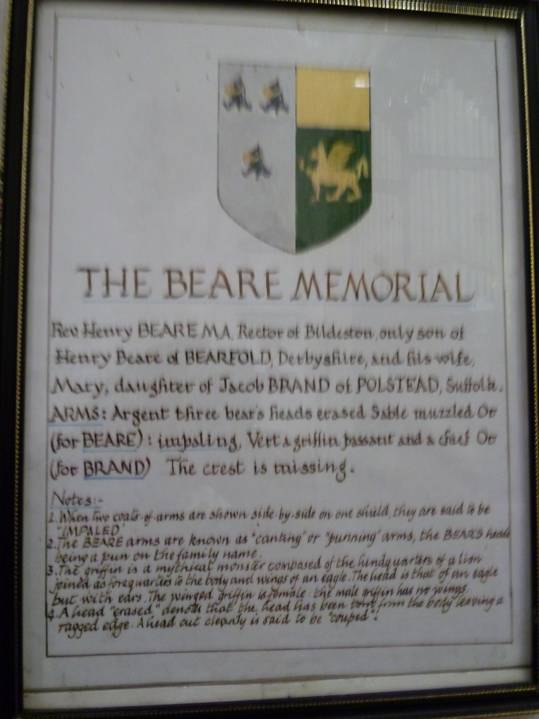 THE BEARE MEMORIAL
Rev Henry BEARE M.A. Rector of Bildeston, only son of
Henry Beare of BEARFOLD, Derbyshire, and his wife,
Mary, daughter of Jacob BRAND of POLSTEAD, Suffolk.
ARMS: Argent three bear's heads erased Sable muzzled Or
(for BEARE): impaling, Vert a griffin passant and a chief Or
(for BRAND) The crest is missing.
Notes:-
1. When two coats-of-arms are shown side-by-side on one shield, they are said to be
"IMPALED"
2. The BEARE arms are known as "canting" or "punning" arms, the BEAR'S heads
being a pun on the family name.
3. The griffin is a mythical monster composed of the hindquarters of a lion
joined as forequarters to the body and wings of an eagle. The head is that of an eagle
but with ears. The winged griffin is female: the male griffin has no wings.
4. A head "erased" denotes that the head has been torn from the body leaving a
ragged edge. A head cut cleanly is said to be "couped".